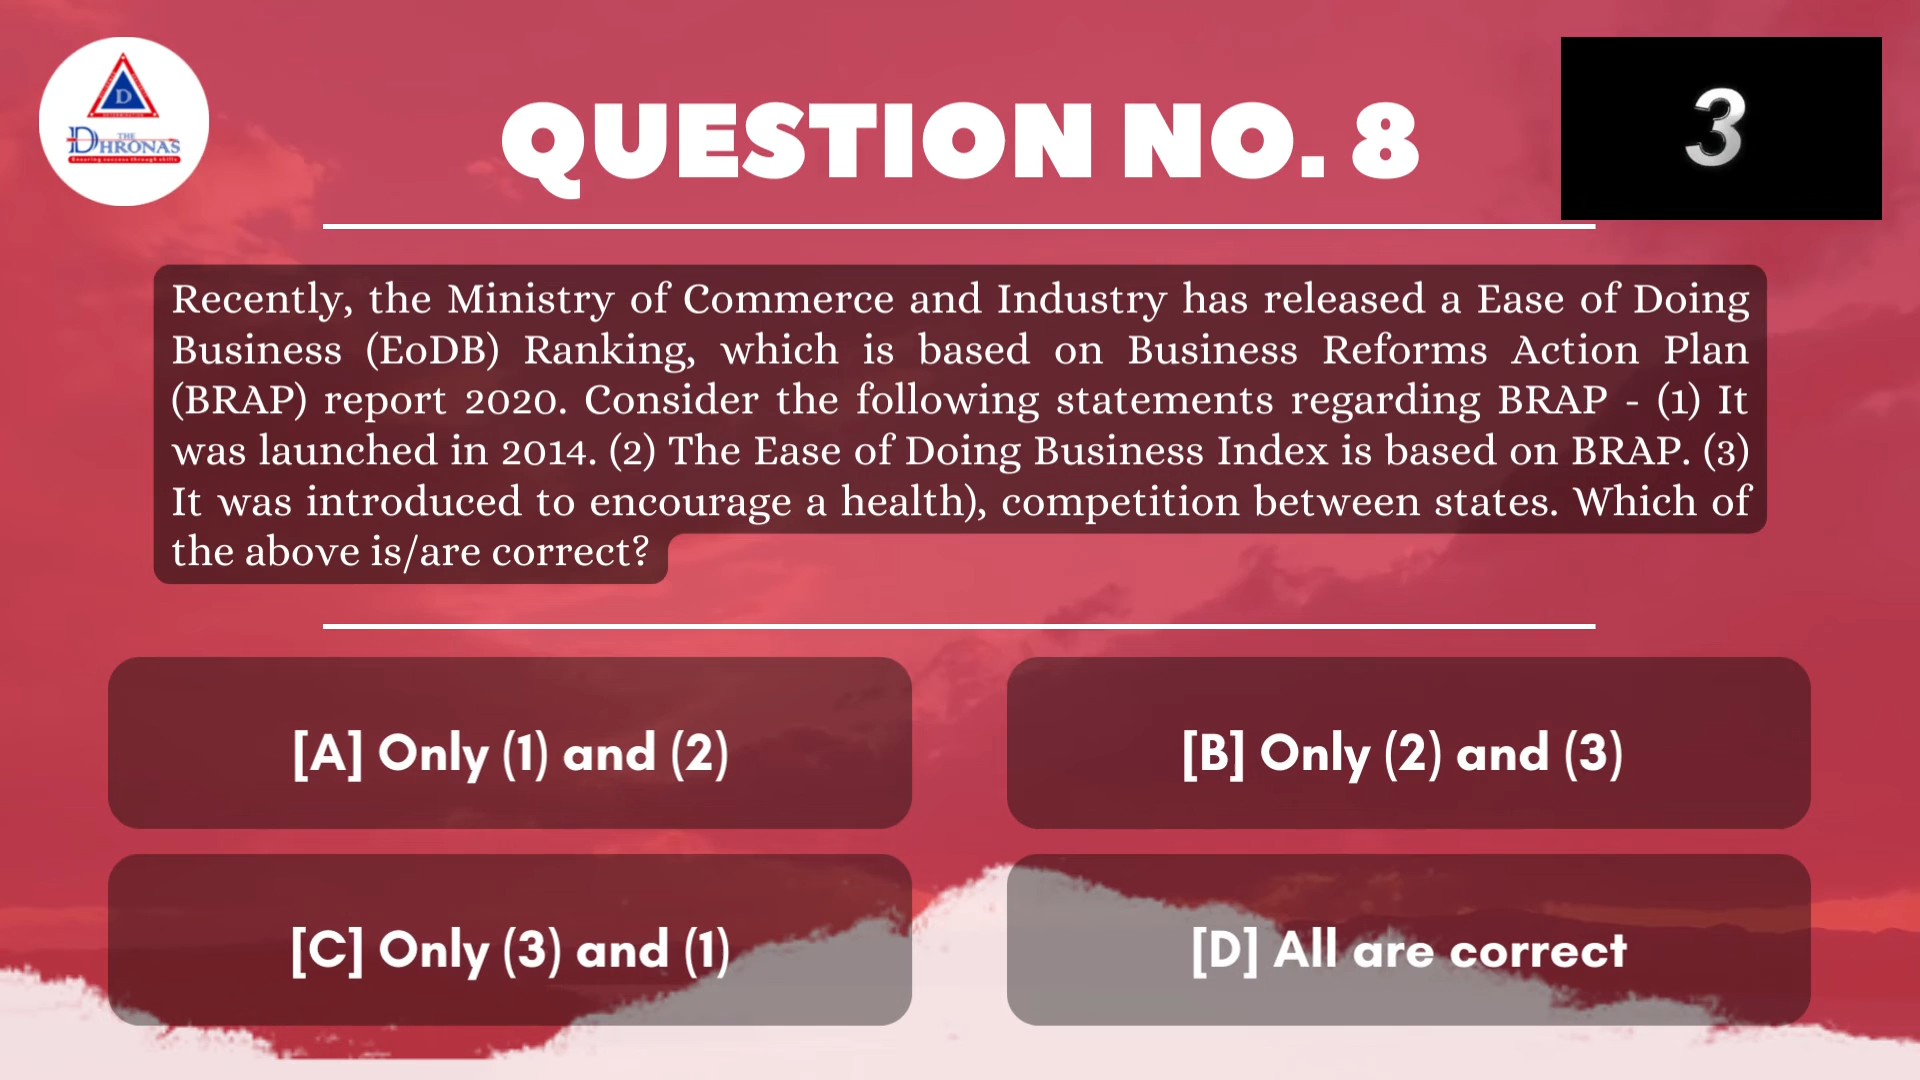 D
THE
DHRONAS
Ensuring success through skills
QUESTION NO. 8
3
Recently, the Ministry of Commerce and Industry has released a Ease of Doing
Business (EoDB) Ranking, which is based on Business Reforms Action Plan
(BRAP) report 2020. Consider the following statements regarding BRAP - (1) It
was launched in 2014. (2) The Ease of Doing Business Index is based on BRAP. (3)
It was introduced to encourage a health), competition between states. Which of
the above is/are correct?
[A] Only (1) and (2)
[B] Only (2) and (3)
[C] Only (3) and (1)
[D] All are correct